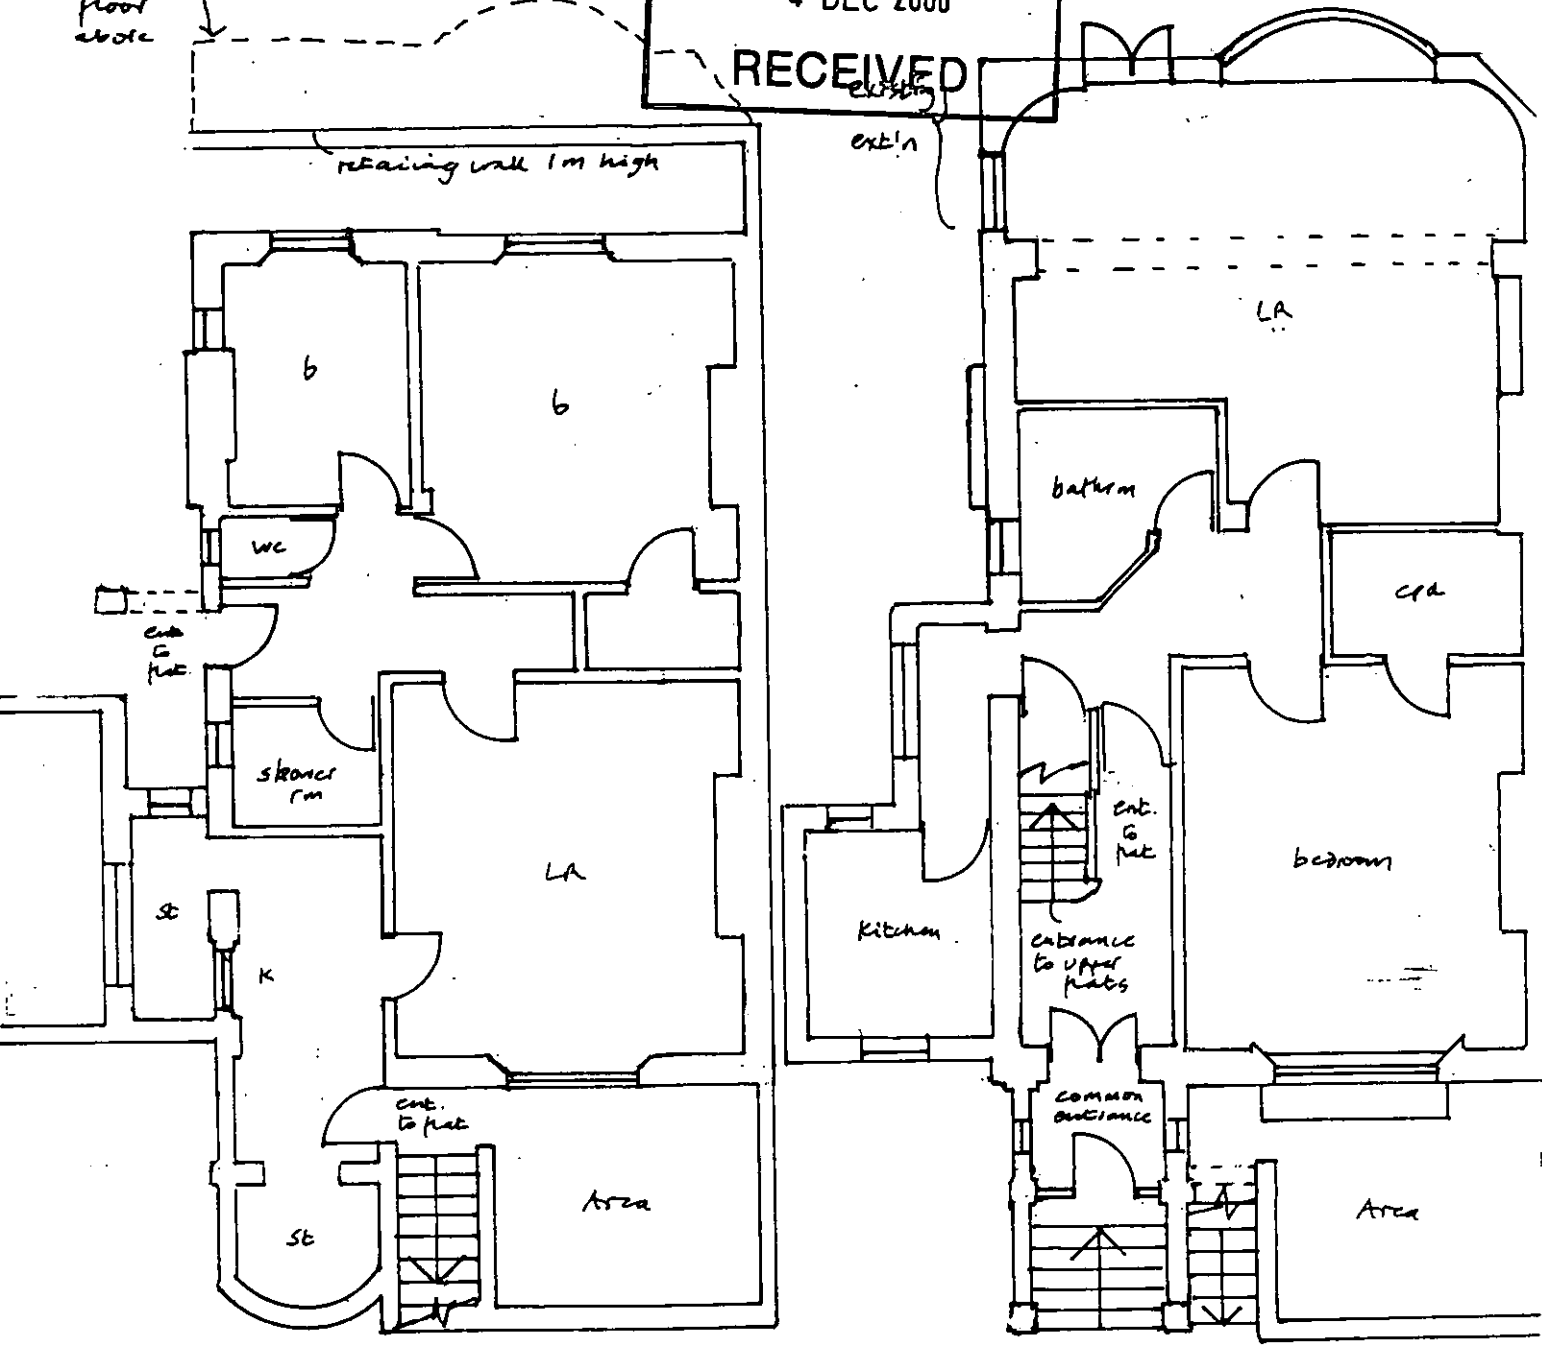 floor
above
4 DEC 2000
RECEIVED
existg
ext'n
retaining wall 1m high
b
b
WC
ent
to
flat
shower
rm
LR
St
K
ent.
to flat
St
Area
LR
bathrm
cpd
ent.
to
flat
bedroom
Kitchen
entrance
to upper
flats
common
entrance
Area